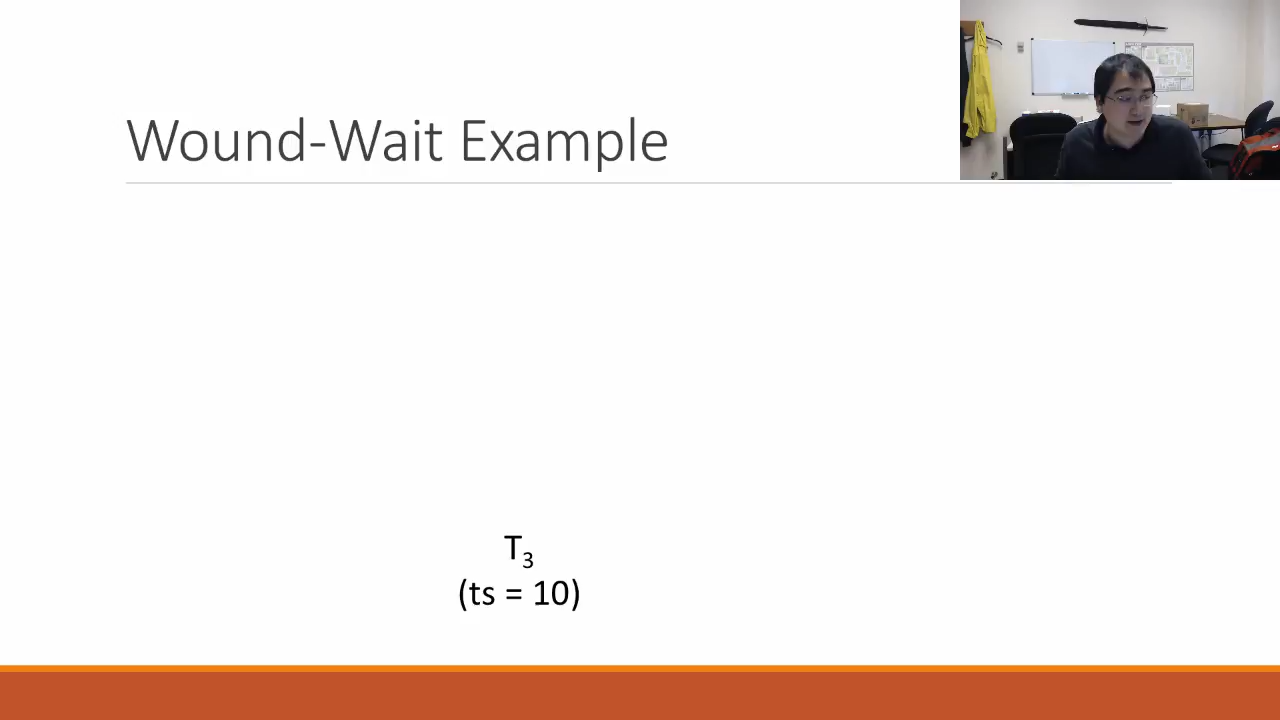 Wound-Wait Example
T₃
(ts = 10)